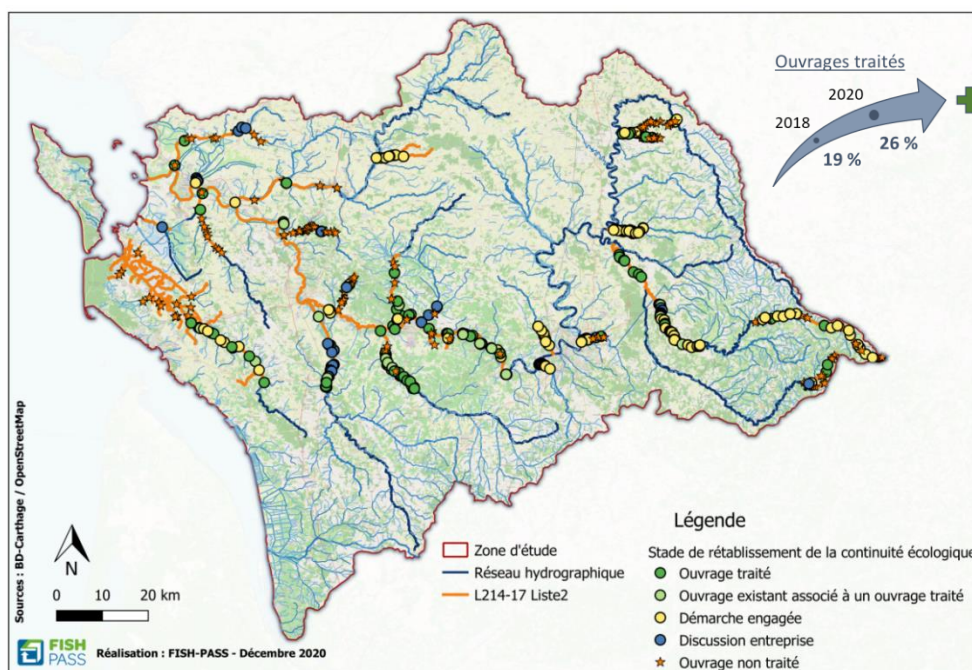 Ouvrages traités
2020
2018
26 %
19 %
Sources : BD-Carthage / OpenStreetMap
N
0 10 20 km
FISH
PASS
Réalisation : FISH-PASS - Décembre 2020
Légende
Zone d'étude
Réseau hydrographique
L214-17 Liste2
Stade de rétablissement de la continuité écologique
Ouvrage traité
Ouvrage existant associé à un ouvrage traité
Démarche engagée
Discussion entreprise
Ouvrage non traité